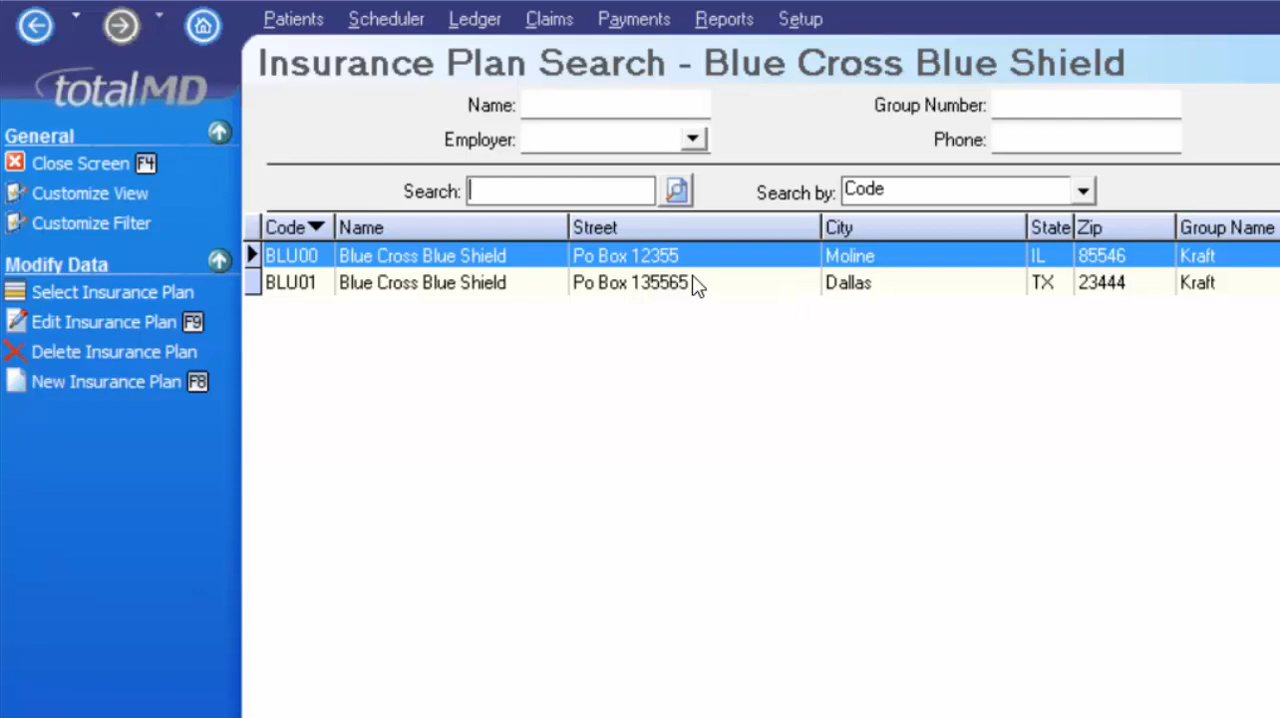 Patients Scheduler Ledger Claims Payments Reports Setup
totalMD
Insurance Plan Search - Blue Cross Blue Shield
Name: Group Number:
Employer: Phone:
General
Close Screen F4
Customize View
Customize Filter
Modify Data
Select Insurance Plan
Edit Insurance Plan F9
Delete Insurance Plan
New Insurance Plan F8
Search: Search by: Code
Code Name Street City State Zip Group Name
BLU00 Blue Cross Blue Shield Po Box 12355 Moline IL 85546 Kraft
BLU01 Blue Cross Blue Shield Po Box 135565 Dallas TX 23444 Kraft